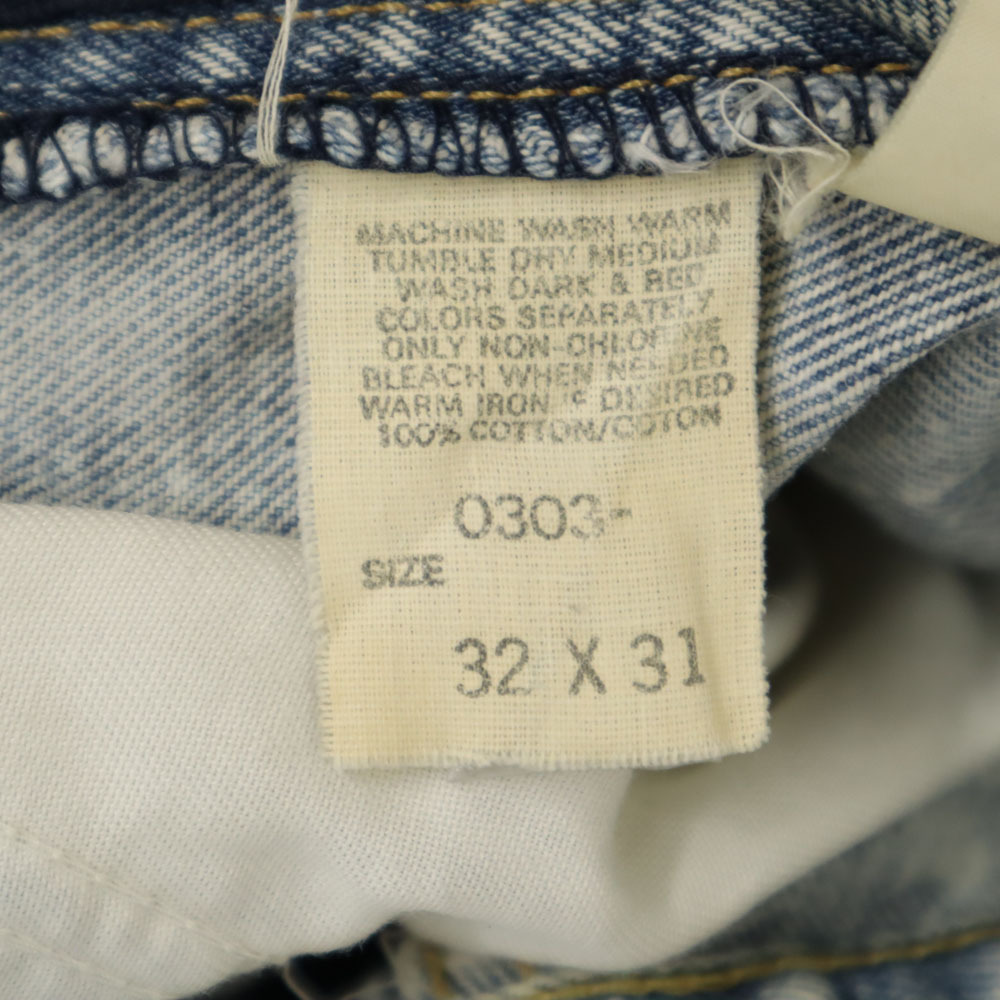 MACHINE WASH WARM
TUMBLE DRY MEDIUM
WASH DARK & RED
COLORS SEPARATELY
ONLY NON-CHLORINE
BLEACH WHEN NEEDED
WARM IRON IF DESIRED
100% COTTON/COTON
0303-
SIZE
32 X 31